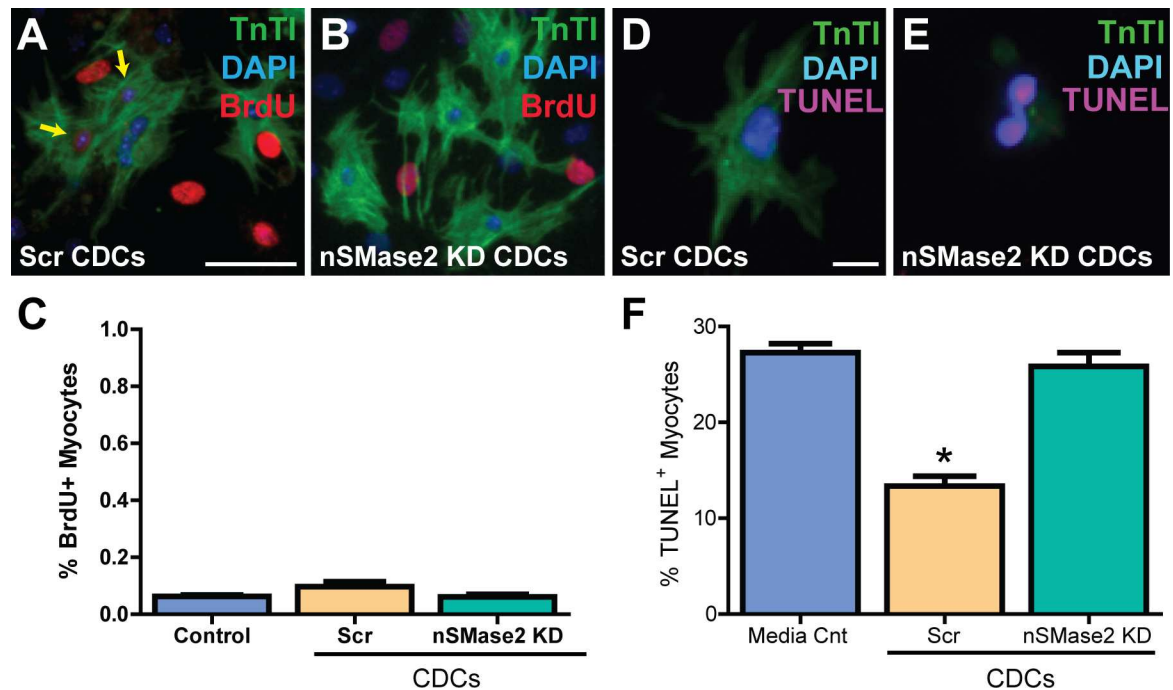 A
TnTI
DAPI
BrdU
Scr CDCs
B
TnTI
DAPI
BrdU
nSMase2 KD CDCs
D
TnTI
DAPI
TUNEL
Scr CDCs
E
TnTI
DAPI
TUNEL
nSMase2 KD CDCs
C
% BrdU+ Myocytes
1.0
0.8
0.6
0.4
0.2
0.0
Control
Scr
nSMase2 KD
CDCs
F
% TUNEL⁺ Myocytes
30
20
10
0
*
Media Cnt
Scr
nSMase2 KD
CDCs